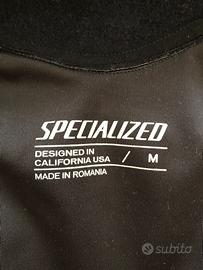 SPECIALIZED
DESIGNED IN
CALIFORNIA USA / M
MADE IN ROMANIA
subito